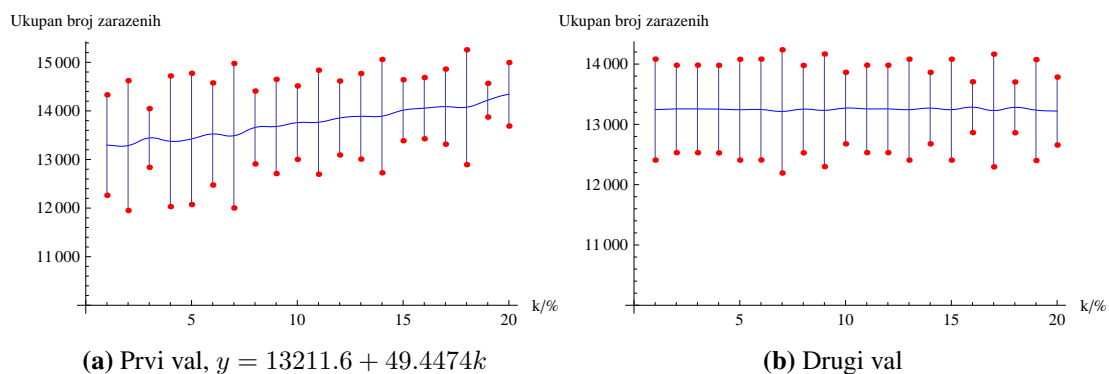 Ukupan broj zarazenih
15 000
14 000
13 000
12 000
11 000
5
10
15
20
k/%
(a) Prvi val, y = 13211.6 + 49.4474k
Ukupan broj zarazenih
14 000
13 000
12 000
11 000
5
10
15
20
k/%
(b) Drugi val